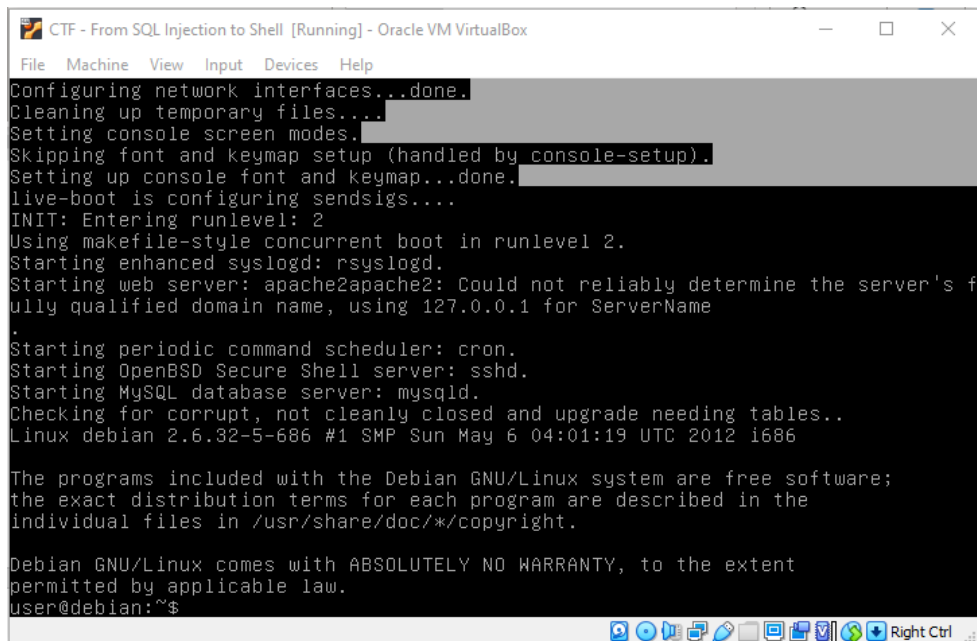 CTF - From SQL Injection to Shell [Running] - Oracle VM VirtualBox
File Machine View Input Devices Help
Configuring network interfaces...done.
Cleaning up temporary files....
Setting console screen modes.
Skipping font and keymap setup (handled by console-setup).
Setting up console font and keymap...done.
live-boot is configuring sendsigs....
INIT: Entering runlevel: 2
Using makefile-style concurrent boot in runlevel 2.
Starting enhanced syslogd: rsyslogd.
Starting web server: apache2apache2: Could not reliably determine the server's f
ully qualified domain name, using 127.0.0.1 for ServerName
.
Starting periodic command scheduler: cron.
Starting OpenBSD Secure Shell server: sshd.
Starting MySQL database server: mysqld.
Checking for corrupt, not cleanly closed and upgrade needing tables..
Linux debian 2.6.32-5-686 #1 SMP Sun May 6 04:01:19 UTC 2012 i686
The programs included with the Debian GNU/Linux system are free software;
the exact distribution terms for each program are described in the
individual files in /usr/share/doc/*/copyright.
Debian GNU/Linux comes with ABSOLUTELY NO WARRANTY, to the extent
permitted by applicable law.
user@debian:~$
Right Ctrl